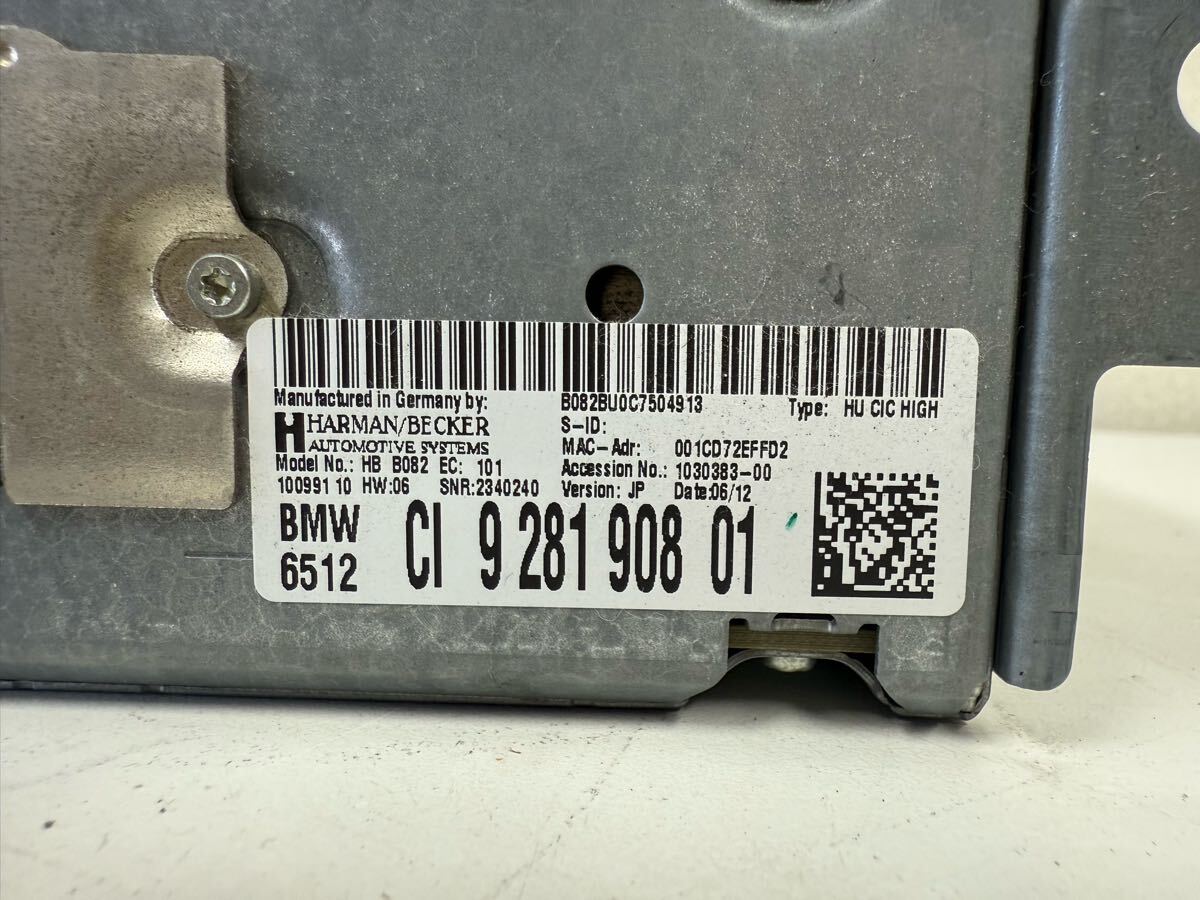 Manufactured in Germany by:
HARMAN/BECKER
AUTOMOTIVE SYSTEMS
Model No.: HB B082 EC: 101
10099110 HW:06 SNR:2340240
B082BU0C7504913 Type: HU CIC HIGH
S-ID:
MAC-Adr: 001CD72EFFD2
Accession No.: 1030383-00
Version: JP Date:06/12
BMW
6512
CI 9 281 908 01